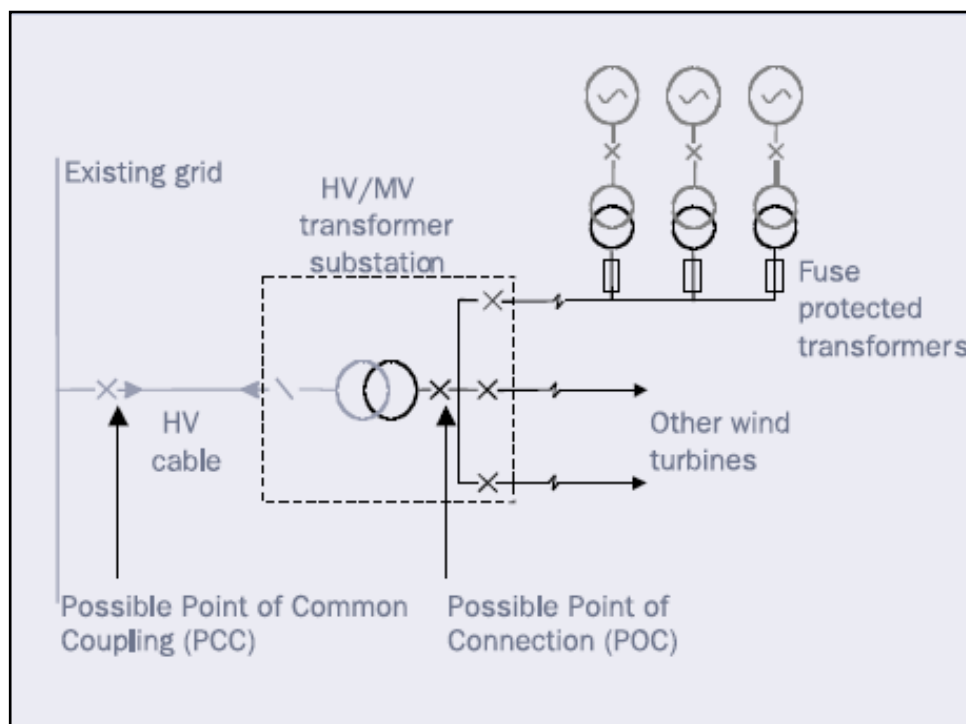 Existing grid
HV/MV
transformer
substation
Fuse
protected
transformers
HV
cable
Other wind
turbines
Possible Point of Common
Coupling (PCC)
Possible Point of
Connection (POC)